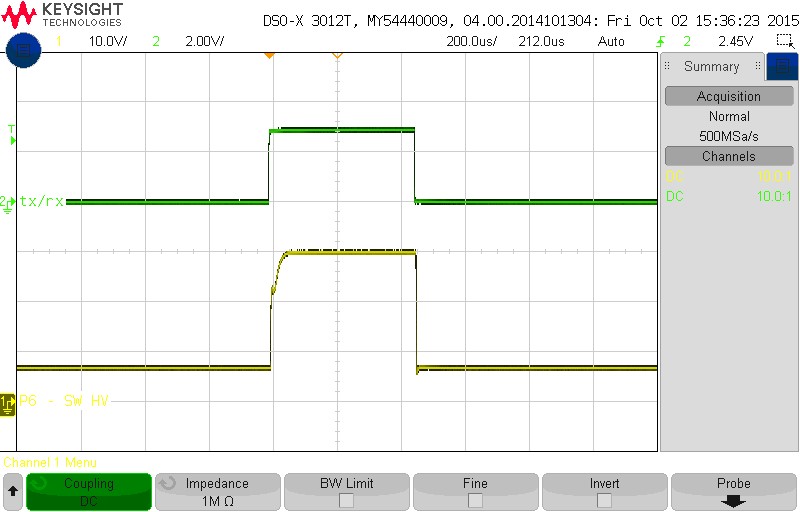 KEYSIGHT
TECHNOLOGIES
DSO-X 3012T, MY54440009, 04.00.2014101304: Fri Oct 02 15:36:23 2015
1 10.0V/ 2 2.00V/ 200.0us/ 212.0us Auto 2 2.45V
Summary
Acquisition
Normal
500MSa/s
Channels
DC 10.0:1
DC 10.0:1
T
2 tx/rx
1 P6 - SW HV
Channel 1 Menu
Coupling
DC
Impedance
1M Ω
BW Limit
Fine
Invert
Probe